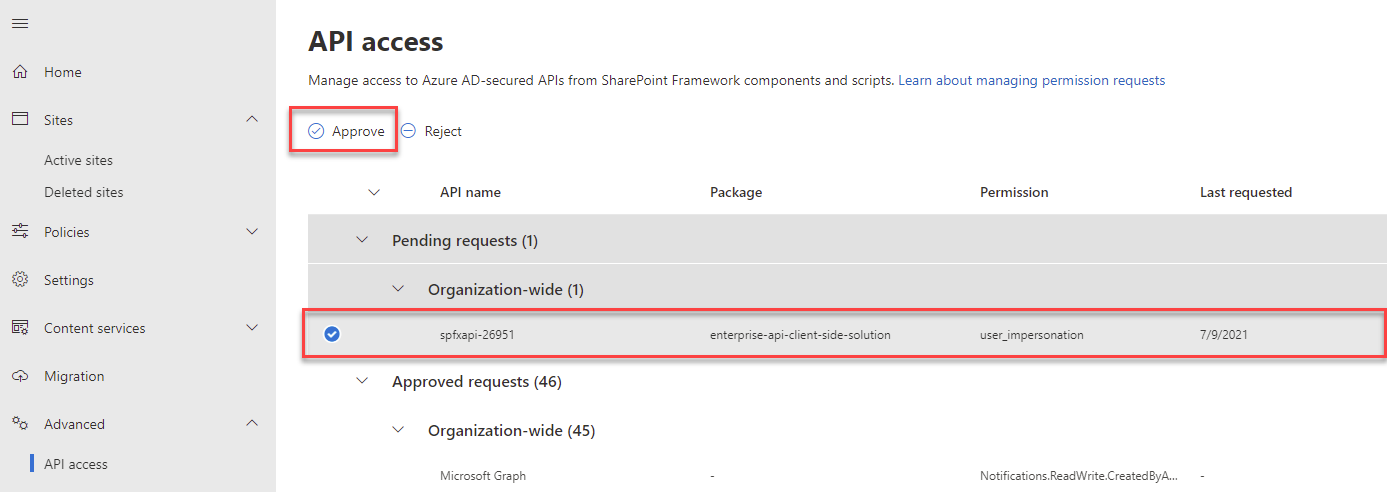 Home
Sites
Active sites
Deleted sites
Policies
Settings
Content services
Migration
Advanced
API access
API access
Manage access to Azure AD-secured APIs from SharePoint Framework components and scripts. Learn about managing permission requests
Approve Reject
API name Package Permission Last requested
Pending requests (1)
Organization-wide (1)
spfxapi-26951 enterprise-api-client-side-solution user_impersonation 7/9/2021
Approved requests (46)
Organization-wide (45)
Microsoft Graph - Notifications.ReadWrite.CreatedByA... -